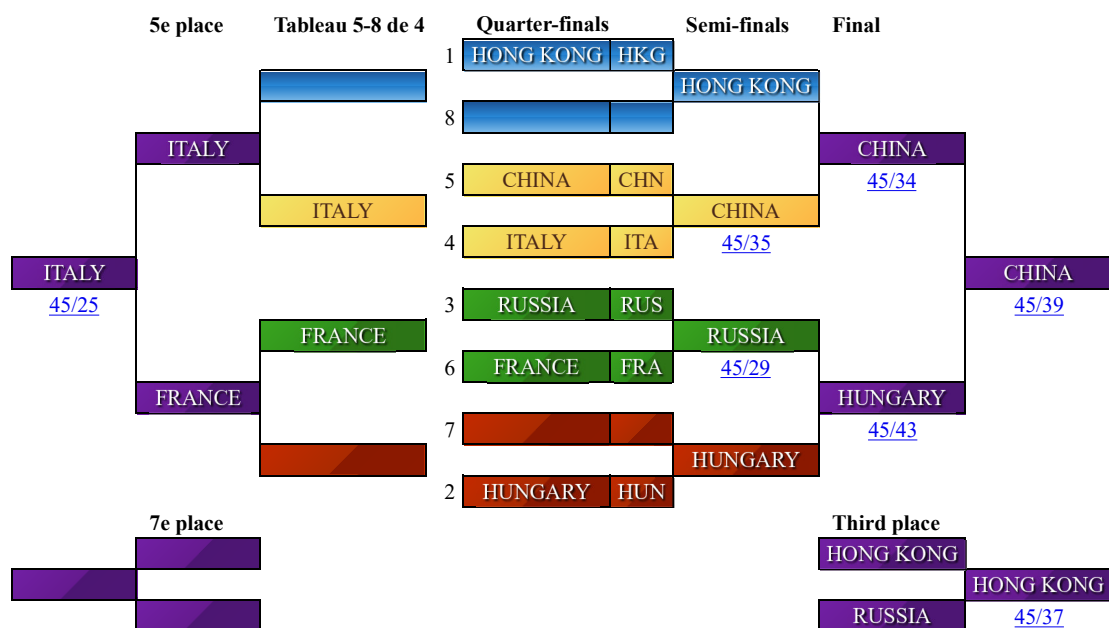 5e place Tableau 5-8 de 4 Quarter-finals Semi-finals Final
1 HONG KONG HKG
HONG KONG
8
ITALY CHINA
5 CHINA CHN 45/34
ITALY CHINA
4 ITALY ITA 45/35
ITALY CHINA
45/25 3 RUSSIA RUS 45/39
FRANCE RUSSIA
6 FRANCE FRA 45/29
FRANCE HUNGARY
7 45/43
HUNGARY
2 HUNGARY HUN
7e place Third place
HONG KONG
HONG KONG
RUSSIA 45/37